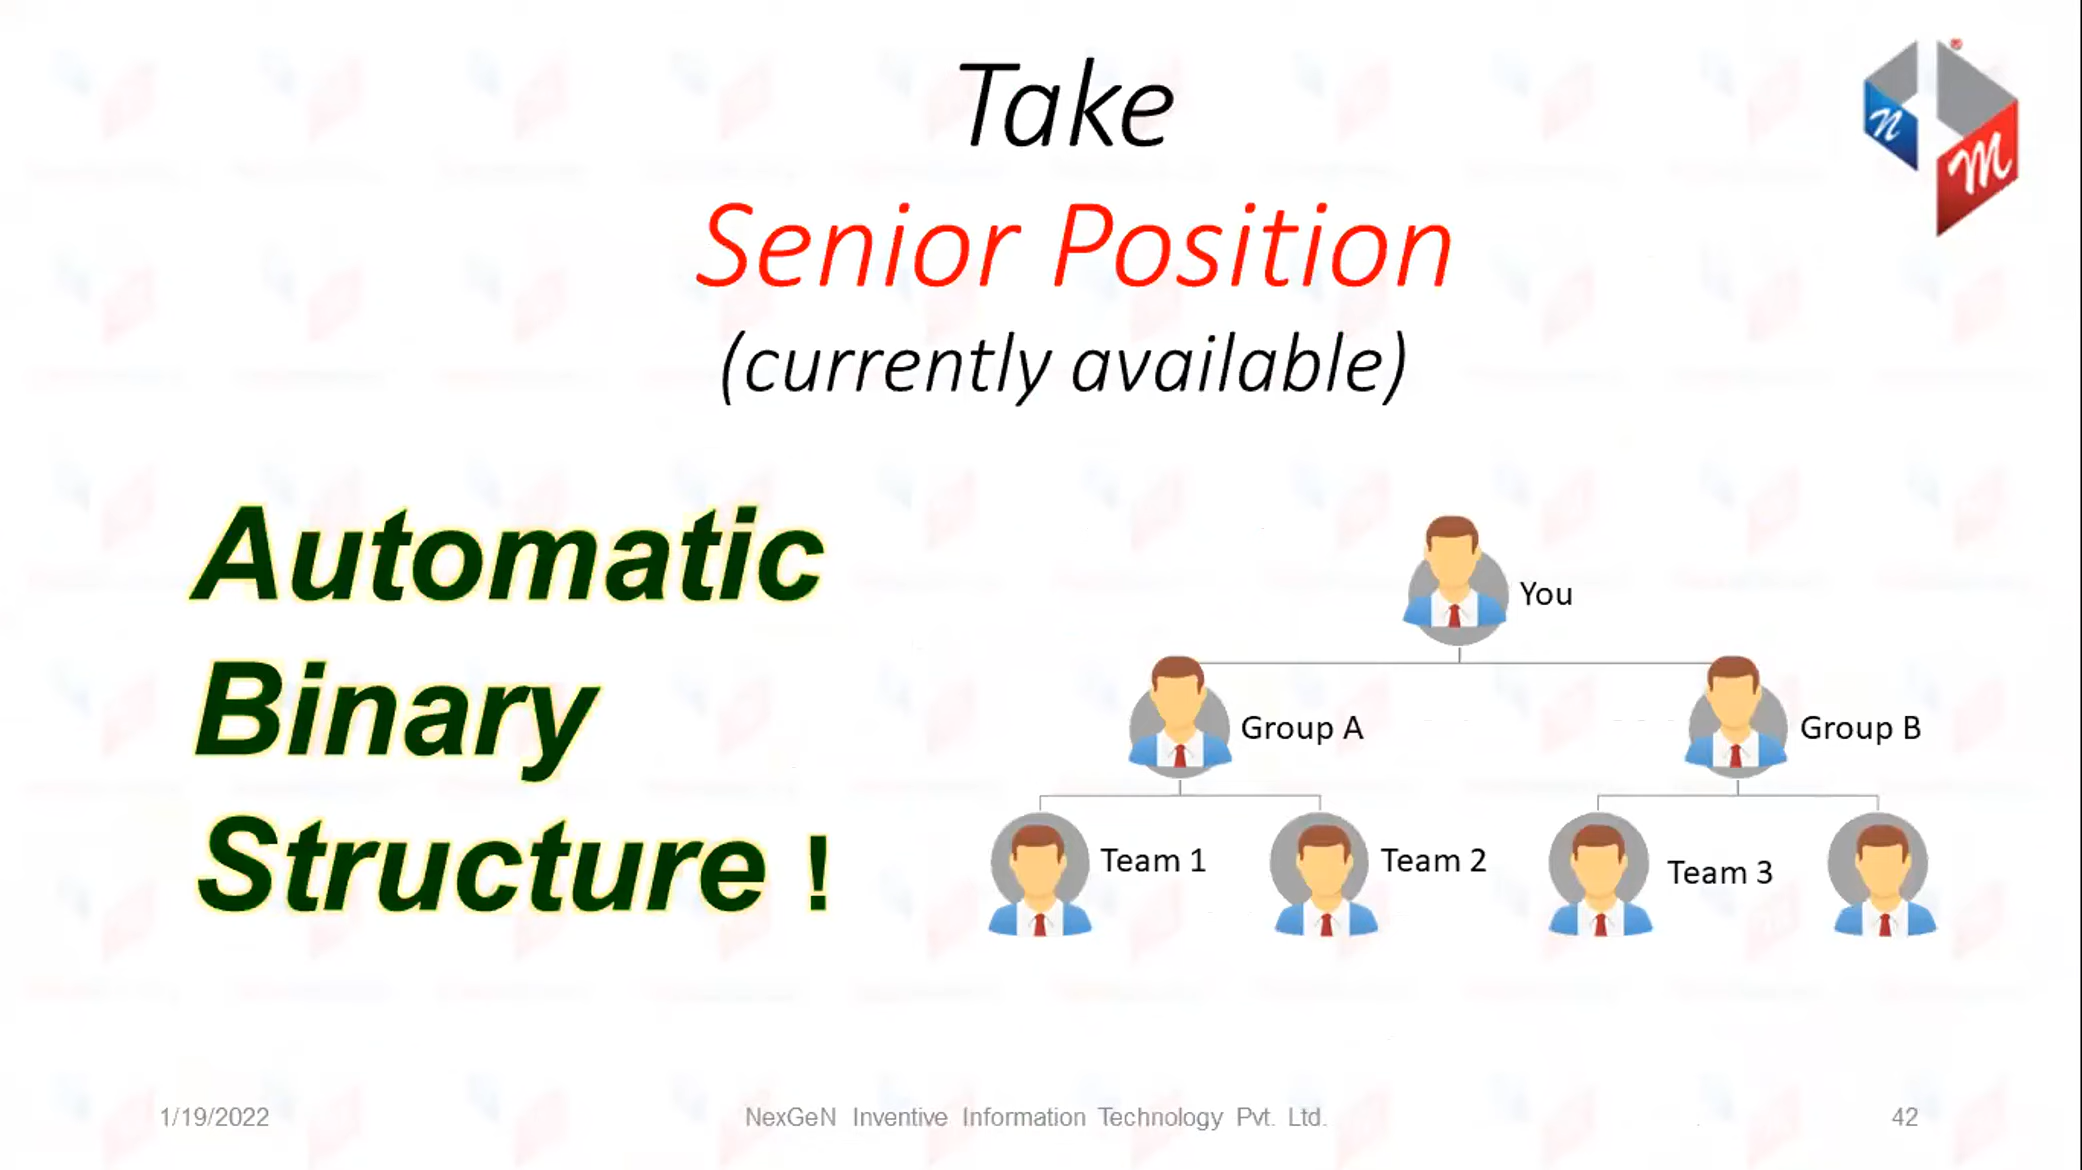 Take
Senior Position
(currently available)
n
m
®
Automatic
Binary
Structure !
You
Group A
Group B
Team 1
Team 2
Team 3
1/19/2022
NexGeN Inventive Information Technology Pvt. Ltd.
42